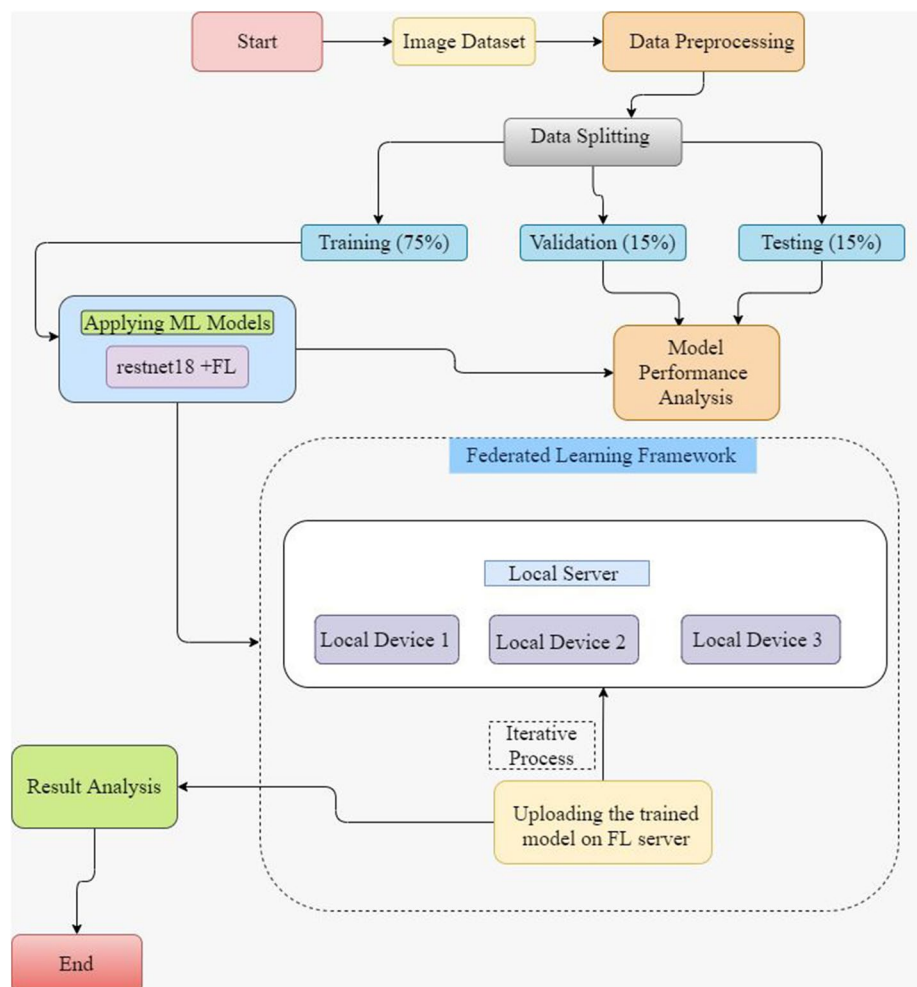 Start
Image Dataset
Data Preprocessing
Data Splitting
Training (75%)
Validation (15%)
Testing (15%)
Applying ML Models
restnet18 +FL
Model
Performance
Analysis
Federated Learning Framework
Local Server
Local Device 1
Local Device 2
Local Device 3
Iterative
Process
Uploading the trained
model on FL server
Result Analysis
End